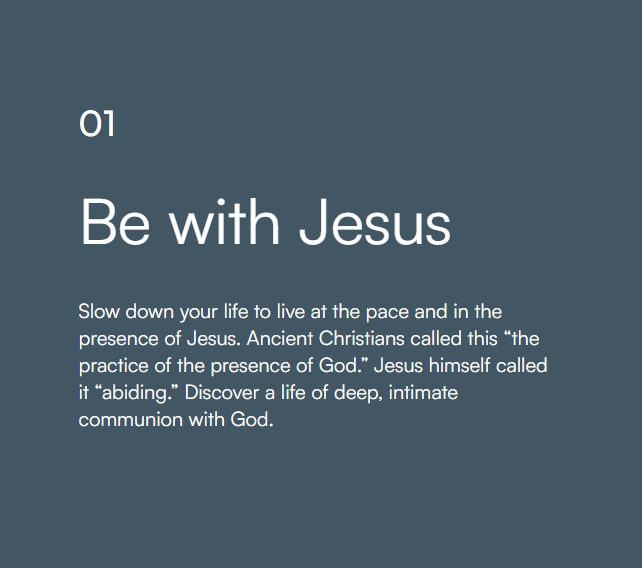 01
Be with Jesus
Slow down your life to live at the pace and in the
presence of Jesus. Ancient Christians called this “the
practice of the presence of God.” Jesus himself called
it “abiding.” Discover a life of deep, intimate
communion with God.